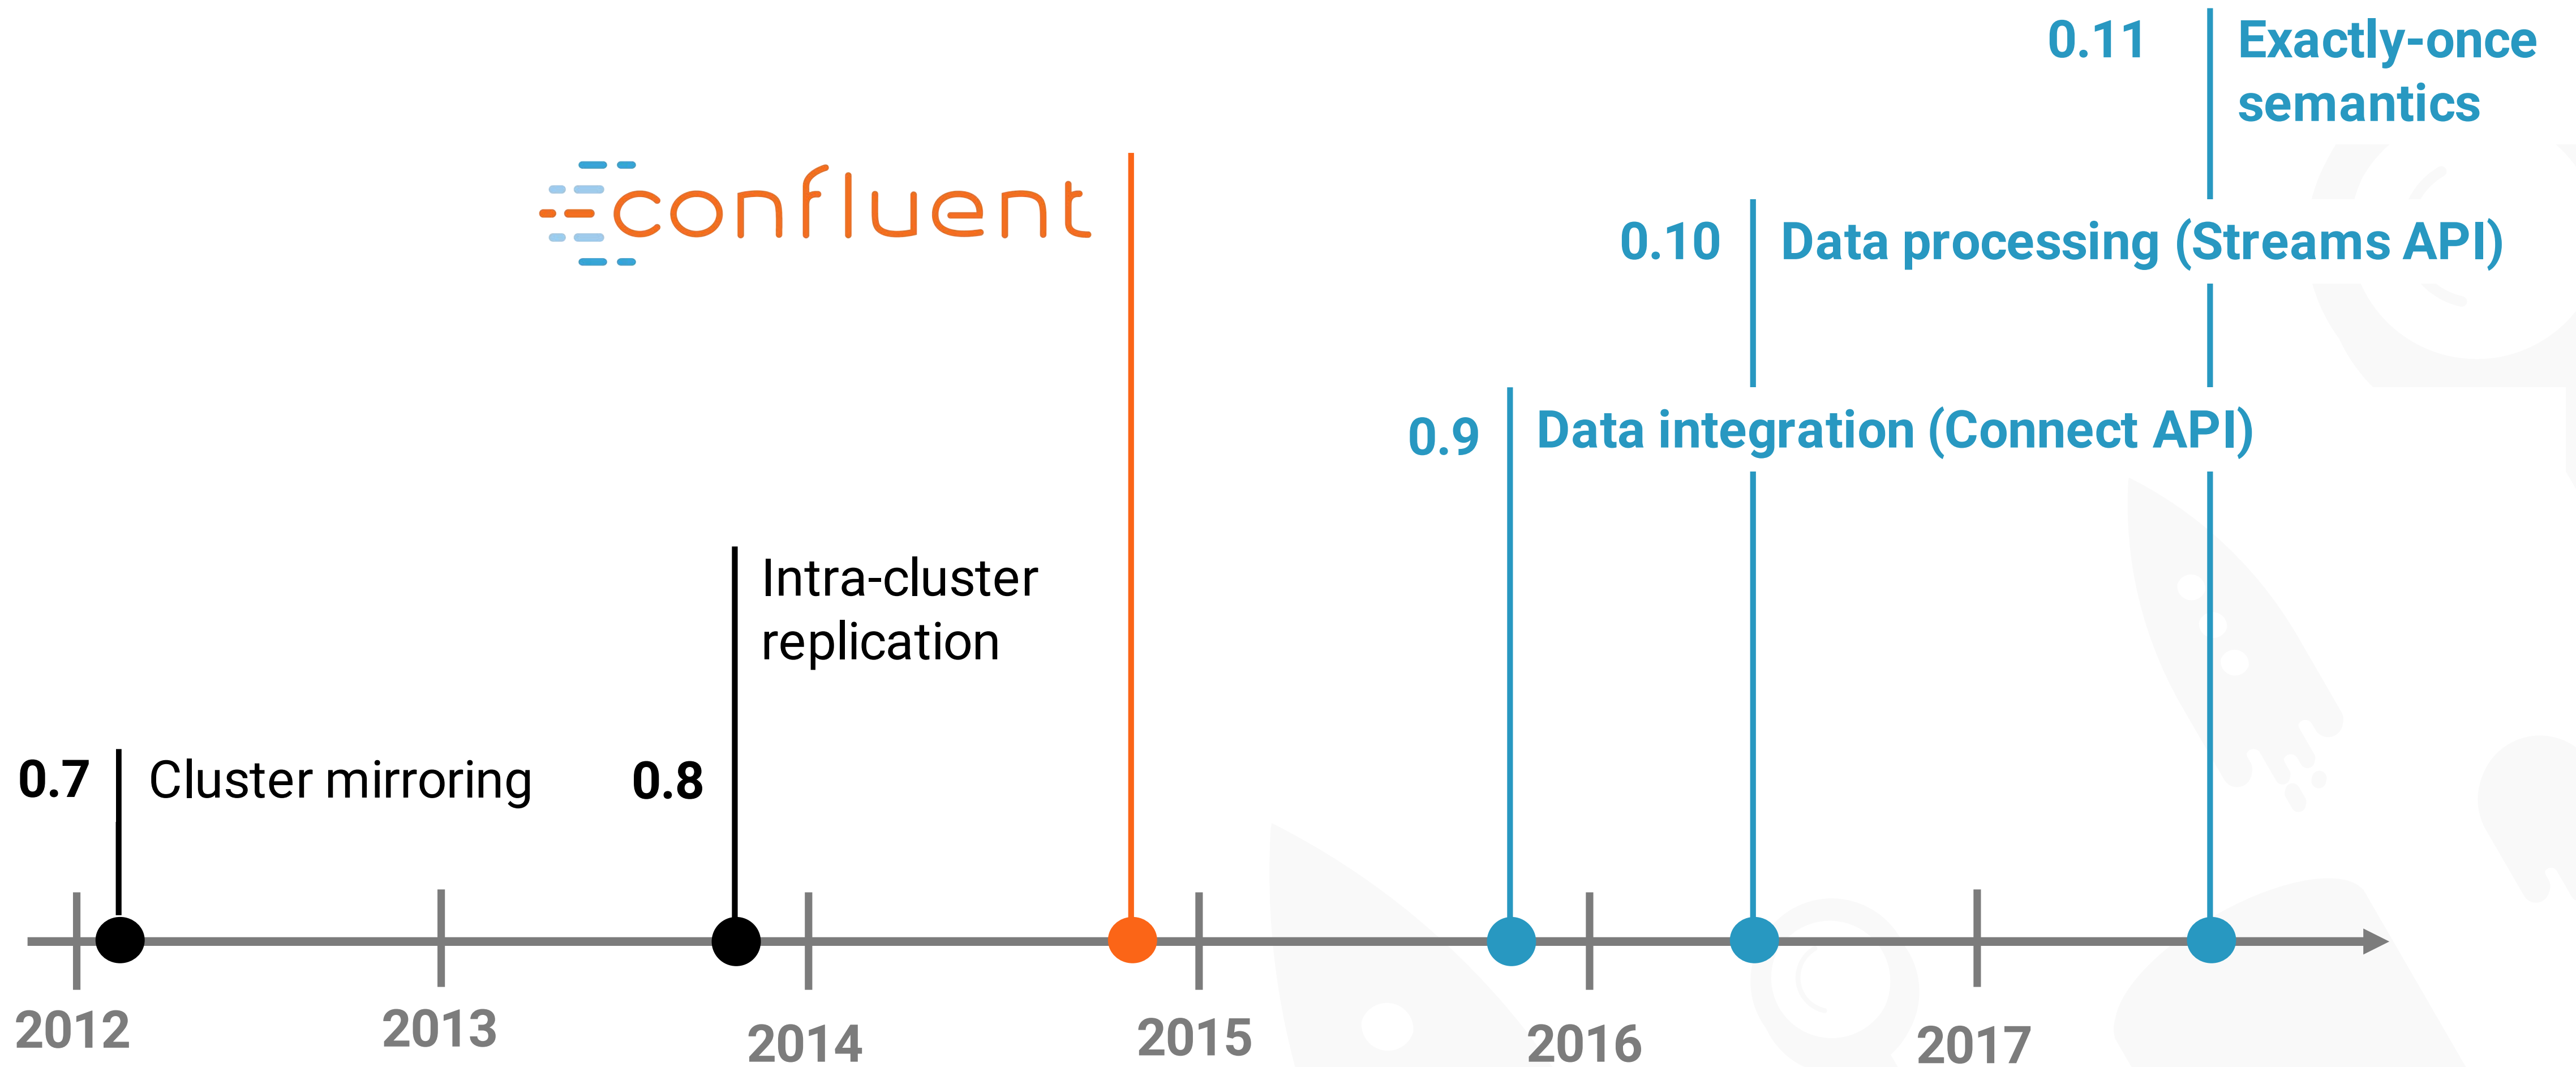 0.11
Exactly-once
semantics
confluent
0.10
Data processing (Streams API)
0.9
Data integration (Connect API)
Intra-cluster
replication
0.7
Cluster mirroring
0.8
2012
2013
2014
2015
2016
2017